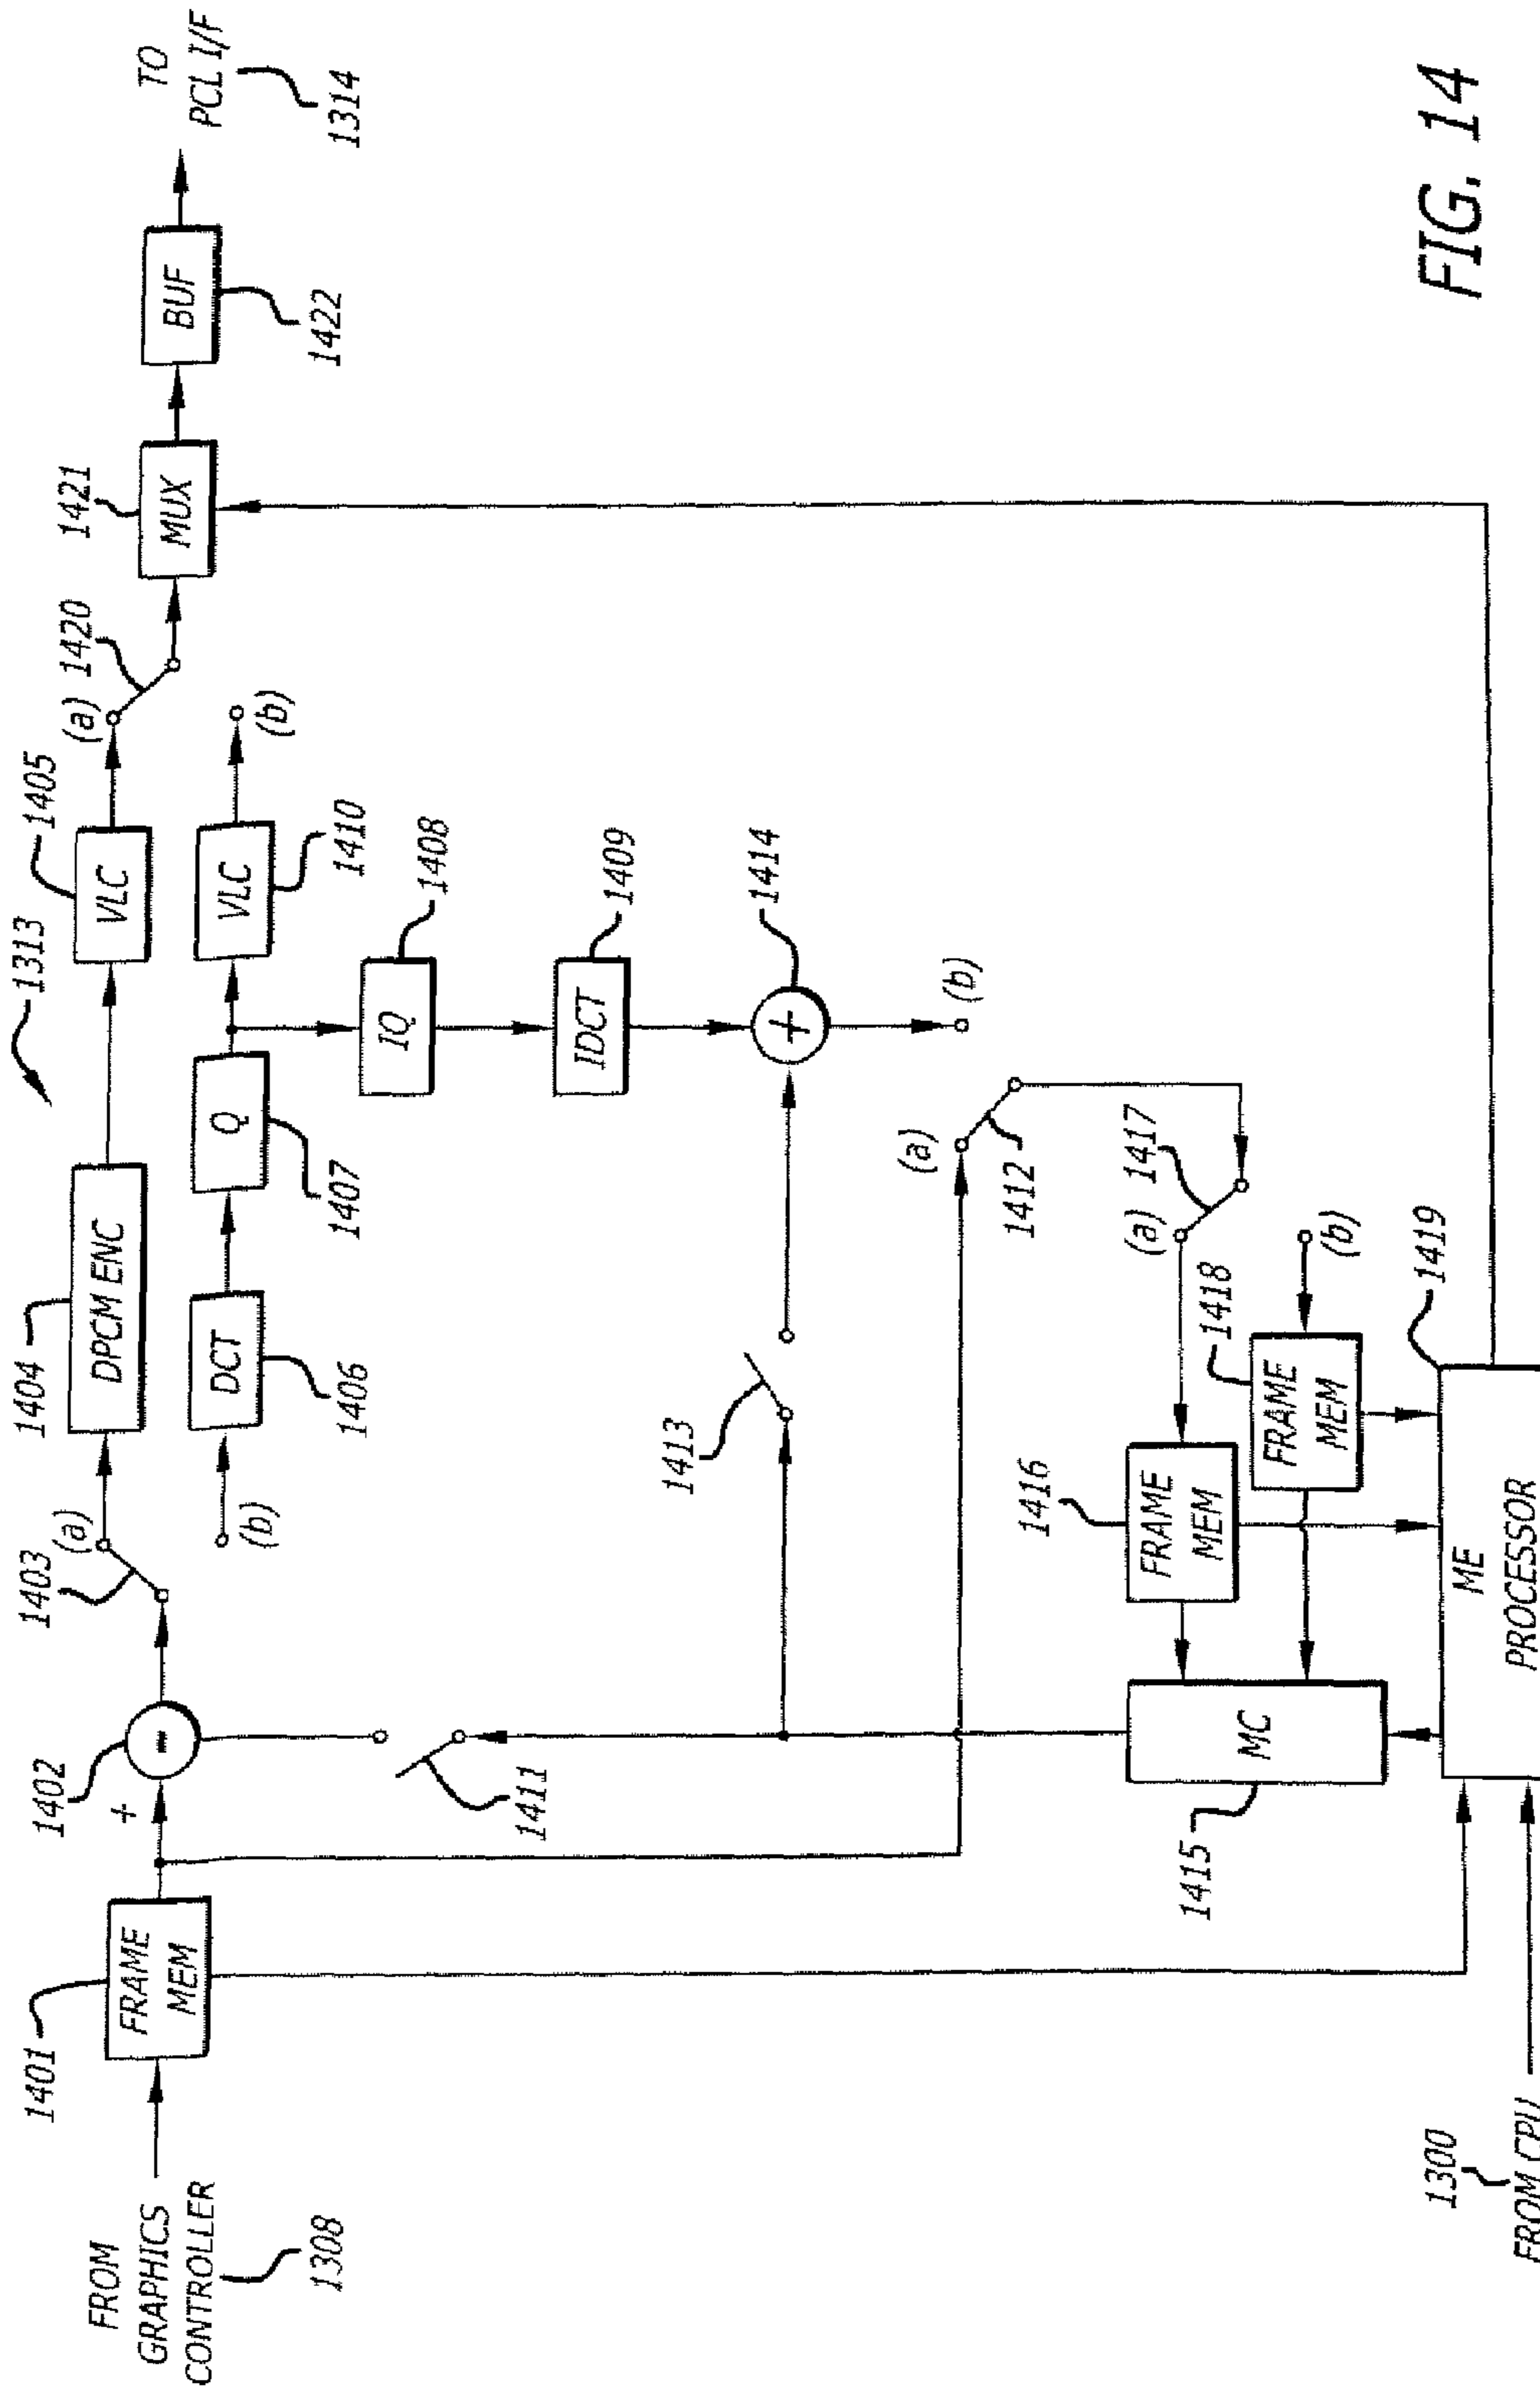 1313
1401
FRAME
MEM
FROM
GRAPHICS
CONTROLLER
1308
1402
+
-
1403
(a)
(b)
1404
DPCM ENC
1405
VLC
DCT
1406
Q
1407
VLC
1410
(a)
1420
(b)
1421
MUX
BUF
1422
TO
PCL I/F
1314
IQ
1408
IDCT
1409
+
1414
(b)
1411
1413
(a)
1412
(a)
1417
(b)
1416
FRAME
MEM
1418
FRAME
MEM
MC
1415
1419
ME
PROCESSOR
1300
FROM CPU
FIG. 14